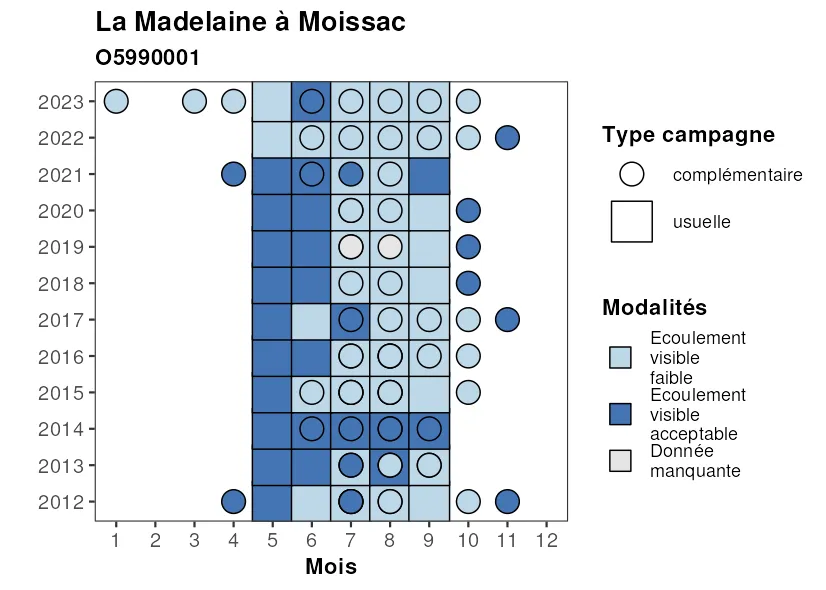 La Madelaine à Moissac
O5990001
2023
2022
2021
2020
2019
2018
2017
2016
2015
2014
2013
2012
1 2 3 4 5 6 7 8 9 10 11 12
Mois
Type campagne
complémentaire
usuelle
Modalités
Ecoulement
visible
faible
Ecoulement
visible
acceptable
Donnée
manquante